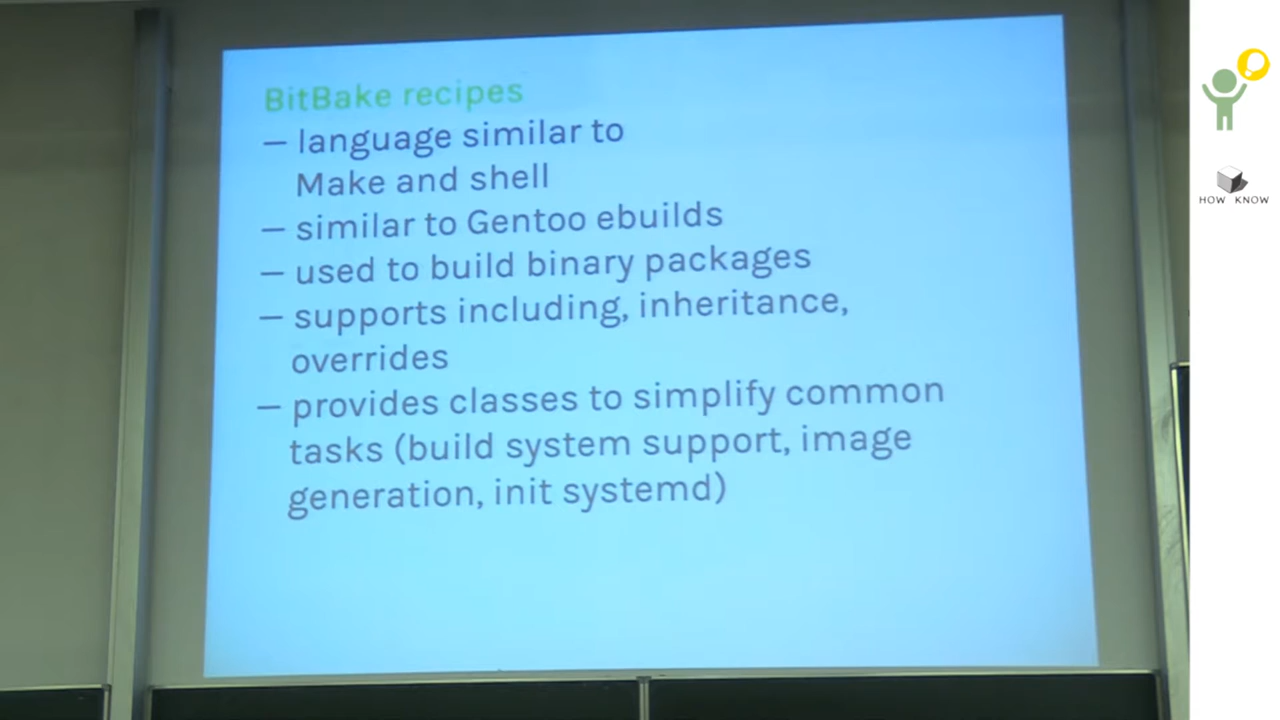 BitBake recipes
— language similar to
Make and shell
— similar to Gentoo ebuilds
— used to build binary packages
— supports including, inheritance,
overrides
— provides classes to simplify common
tasks (build system support, image
generation, init systemd)
HOW KNOW